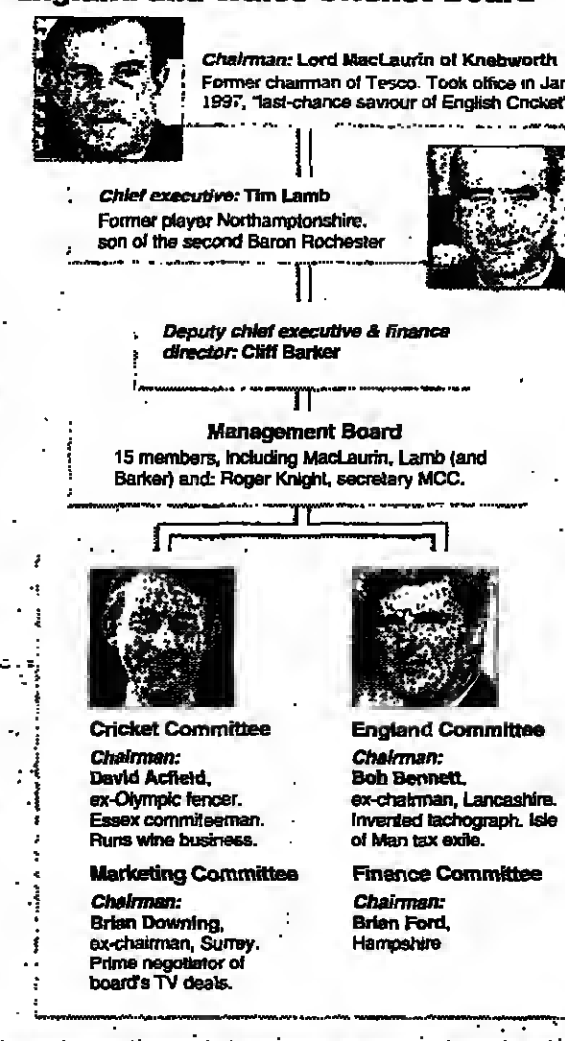 England and Wales Cricket Board
Chairman: Lord MacLaurin of Knebworth
Former chairman of Tesco. Took office in Jan
1997, "last-chance saviour of English Cricket"
Chief executive: Tim Lamb
Former player Northamptonshire,
son of the second Baron Rochester
Deputy chief executive & finance
director: Cliff Barker
Management Board
15 members, including MacLaurin, Lamb (and
Barker) and: Roger Knight, secretary MCC.
Cricket Committee
Chairman:
David Acfield,
ex-Olympic fencer.
Essex commiteeman.
Runs wine business.
England Committee
Chairman:
Bob Bennett,
ex-chairman, Lancashire.
Invented tachograph. Isle
of Man tax exile.
Marketing Committee
Chairman:
Brian Downing,
ex-chairman, Surrey.
Prime negotiator of
board's TV deals.
Finance Committee
Chairman:
Brian Ford,
Hampshire